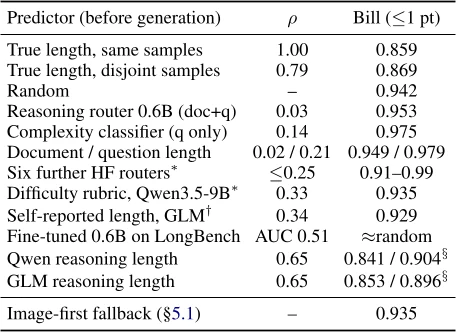 Predictor (before generation) ρ Bill (≤1 pt)
True length, same samples 1.00 0.859
True length, disjoint samples 0.79 0.869
Random – 0.942
Reasoning router 0.6B (doc+q) 0.03 0.953
Complexity classifier (q only) 0.14 0.975
Document / question length 0.02 / 0.21 0.949 / 0.979
Six further HF routers* ≤0.25 0.91–0.99
Difficulty rubric, Qwen3.5-9B* 0.33 0.935
Self-reported length, GLM† 0.34 0.929
Fine-tuned 0.6B on LongBench AUC 0.51 ≈random
Qwen reasoning length 0.65 0.841 / 0.904§
GLM reasoning length 0.65 0.853 / 0.896§
Image-first fallback (§5.1) – 0.935